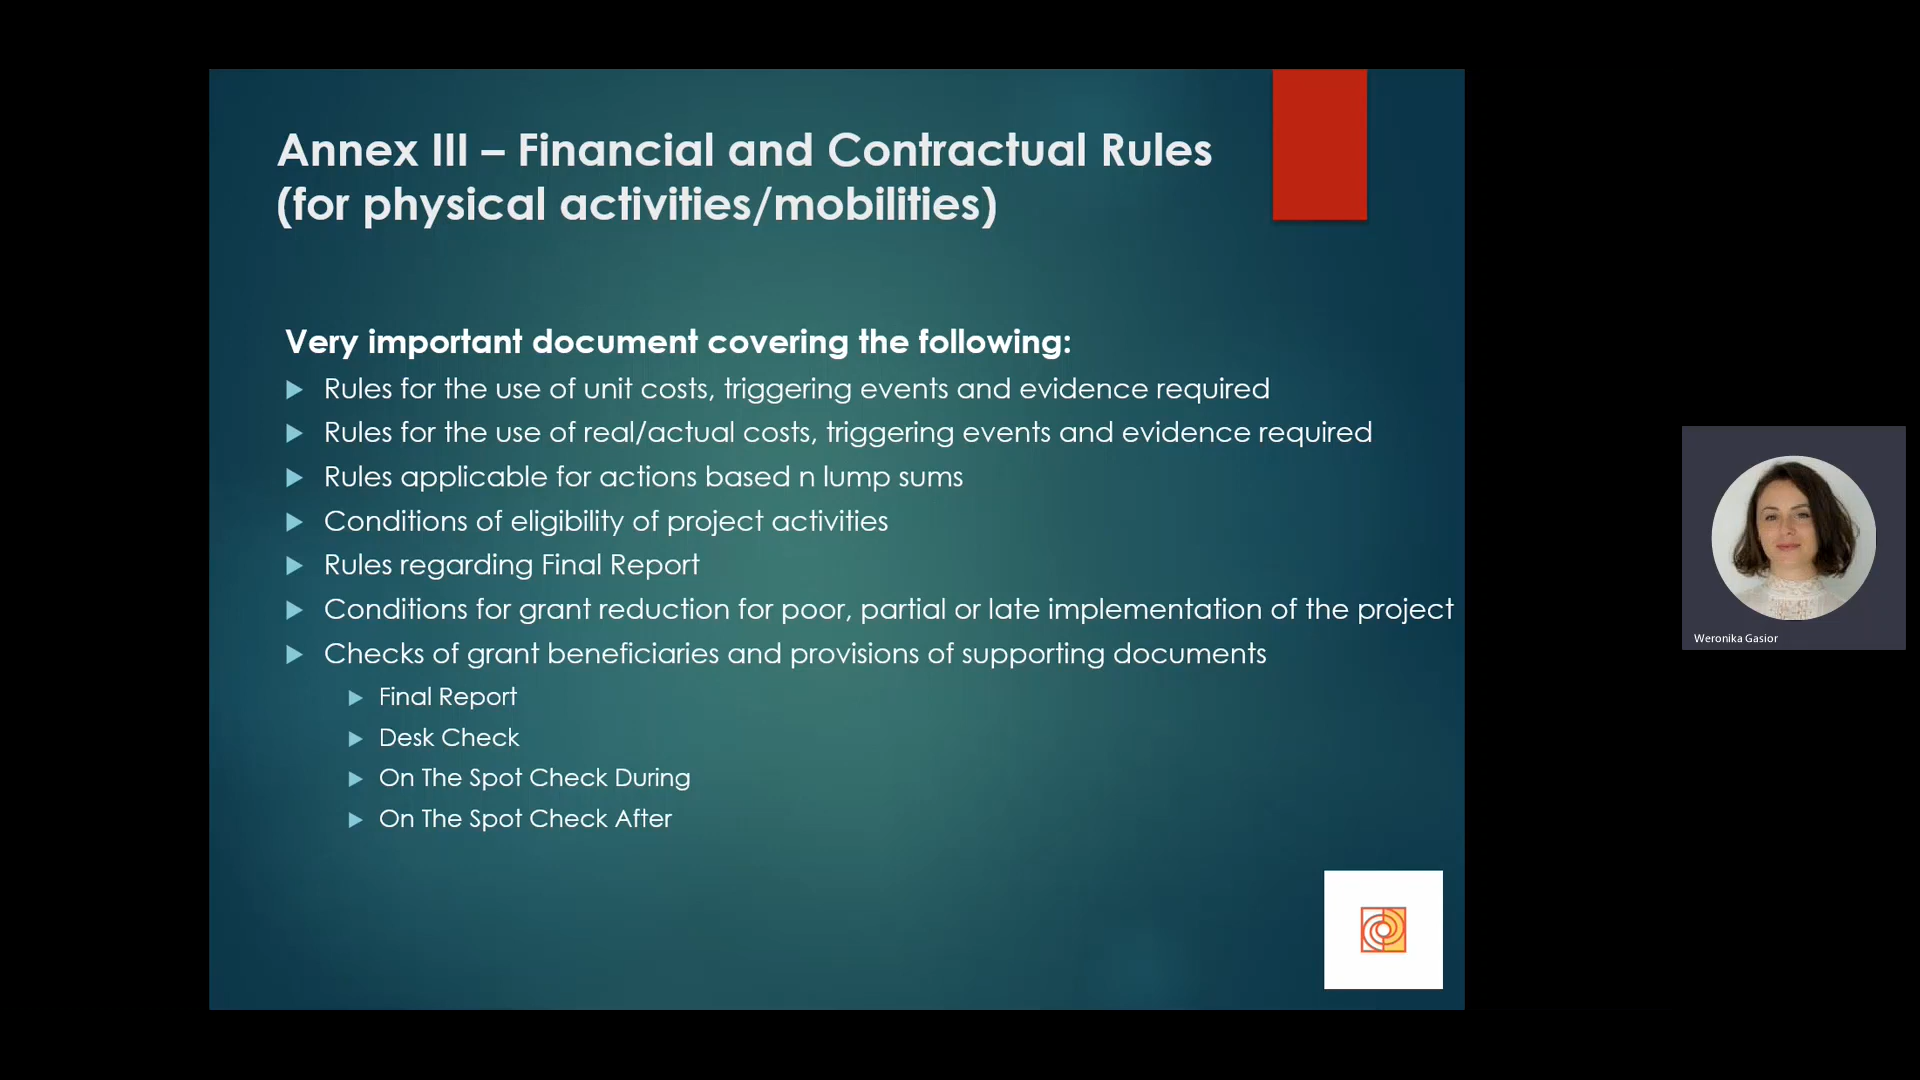 Annex III – Financial and Contractual Rules
(for physical activities/mobilities)
Very important document covering the following:
Rules for the use of unit costs, triggering events and evidence required
Rules for the use of real/actual costs, triggering events and evidence required
Rules applicable for actions based n lump sums
Conditions of eligibility of project activities
Rules regarding Final Report
Conditions for grant reduction for poor, partial or late implementation of the project
Checks of grant beneficiaries and provisions of supporting documents
Final Report
Desk Check
On The Spot Check During
On The Spot Check After
Weronika Gasior